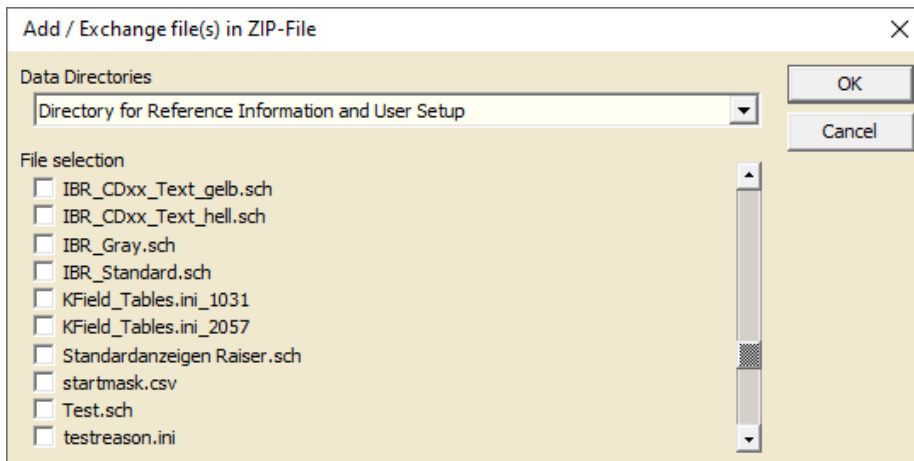 Add / Exchange file(s) in ZIP-File
Data Directories
OK
Directory for Reference Information and User Setup
Cancel
File selection
IBR_CDxx_Text_gelb.sch
IBR_CDxx_Text_hell.sch
IBR_Gray.sch
IBR_Standard.sch
KField_Tables.ini_1031
KField_Tables.ini_2057
Standardanzeigen Raiser.sch
startmask.csv
Test.sch
testreason.ini